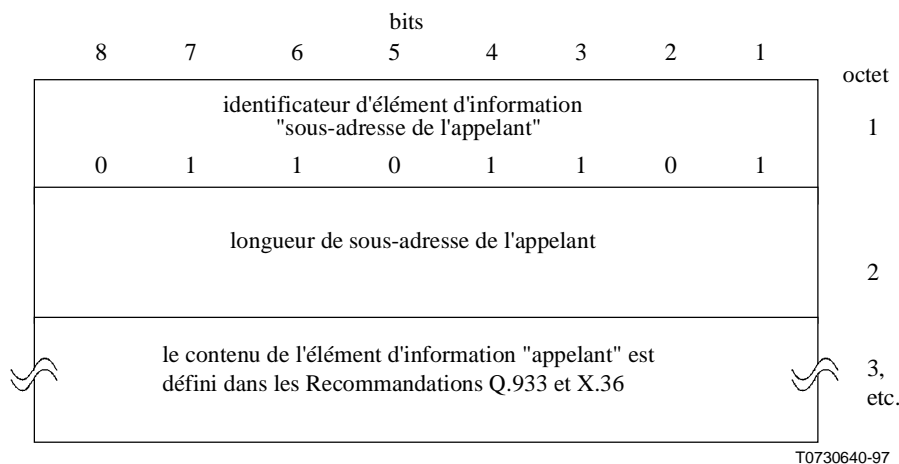 bits
8 7 6 5 4 3 2 1
octet
identificateur d'élément d'information
"sous-adresse de l'appelant"
1
0 1 1 0 1 1 0 1
longueur de sous-adresse de l'appelant
2
le contenu de l'élément d'information "appelant" est
défini dans les Recommandations Q.933 et X.36
3,
etc.
T0730640-97